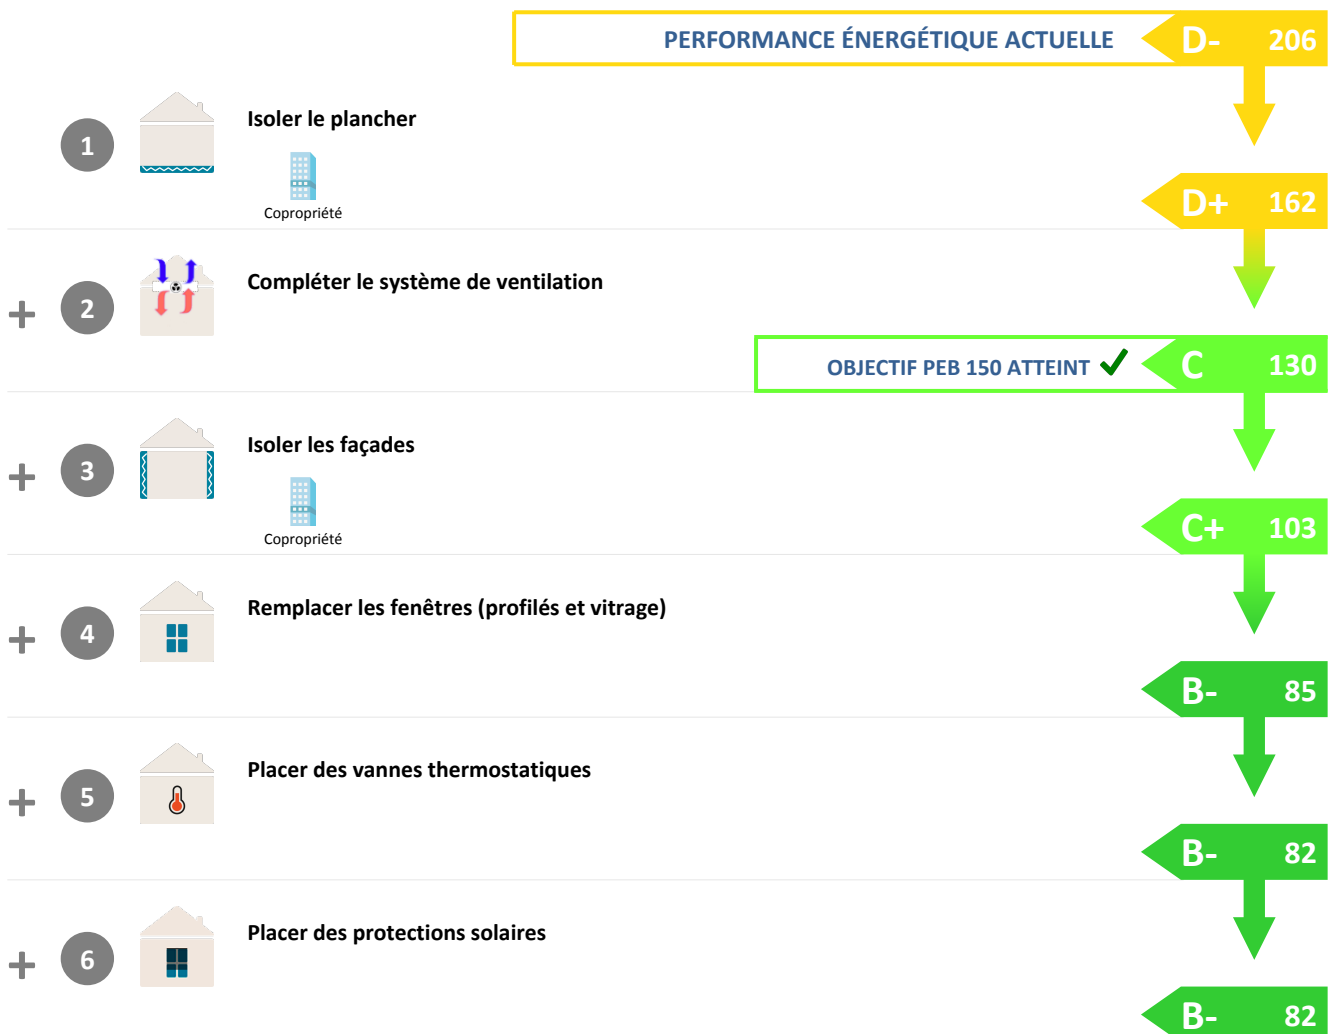 PERFORMANCE ÉNERGÉTIQUE ACTUELLE D- 206
1 Isoler le plancher
Copropriété
D+ 162
+ 2 Compléter le système de ventilation
OBJECTIF PEB 150 ATTEINT ✔ C 130
+ 3 Isoler les façades
Copropriété
C+ 103
+ 4 Remplacer les fenêtres (profilés et vitrage)
B- 85
+ 5 Placer des vannes thermostatiques
B- 82
+ 6 Placer des protections solaires
B- 82